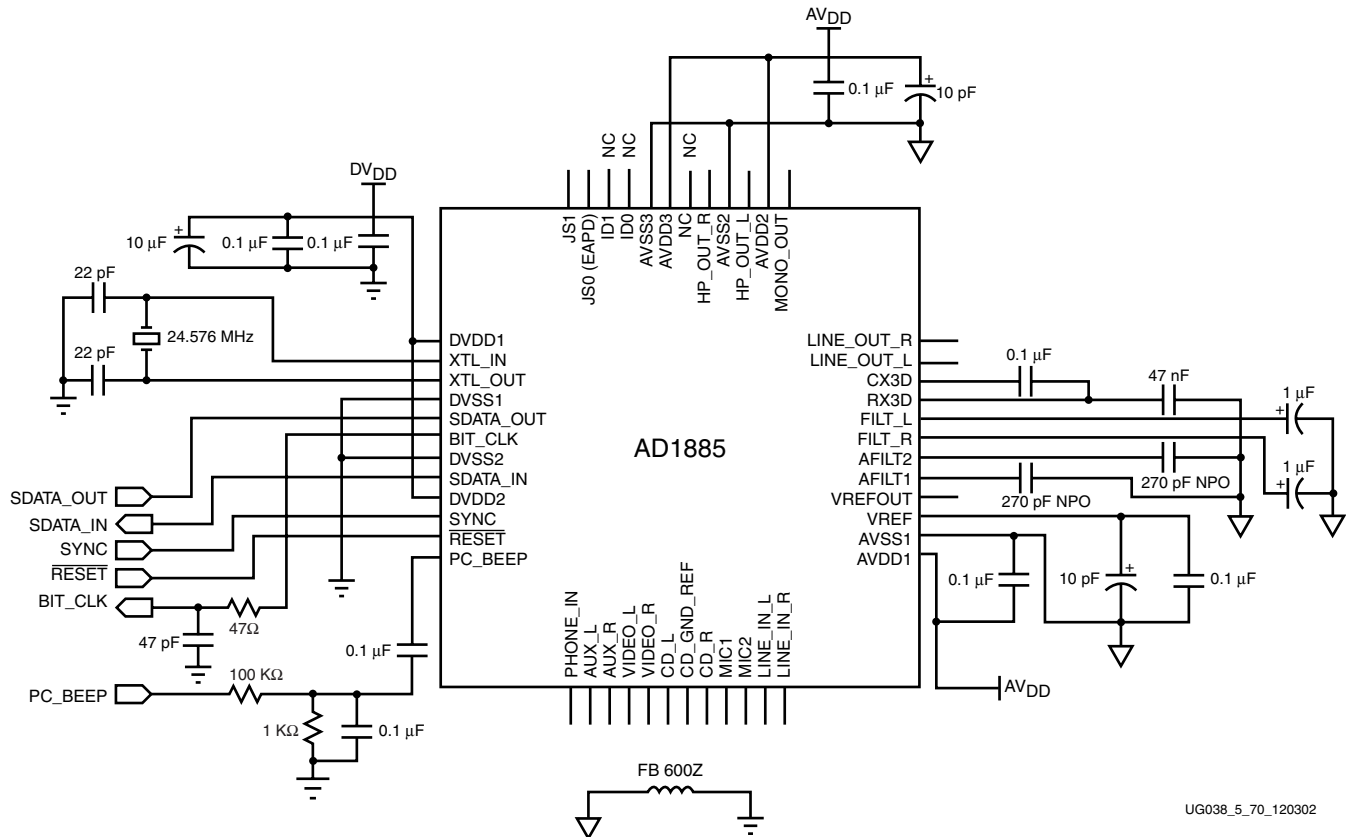 AVDD
0.1 µF
+
10 pF
NC
NC
NC
DVDD
+
10 µF
0.1 µF
0.1 µF
JS1
JS0 (EAPD)
ID1
ID0
AVSS3
AVDD3
NC
HP_OUT_R
AVSS2
HP_OUT_L
AVDD2
MONO_OUT
22 pF
24.576 MHz
22 pF
DVDD1
XTL_IN
XTL_OUT
DVSS1
SDATA_OUT
BIT_CLK
DVSS2
SDATA_IN
DVDD2
SYNC
RESET
PC_BEEP
AD1885
LINE_OUT_R
LINE_OUT_L
CX3D
RX3D
FILT_L
FILT_R
AFILT2
AFILT1
VREFOUT
VREF
AVSS1
AVDD1
0.1 µF
47 nF
1 µF
+
1 µF
+
270 pF NPO
270 pF NPO
SDATA_OUT
SDATA_IN
SYNC
RESET
BIT_CLK
47Ω
47 pF
0.1 µF
100 KΩ
PC_BEEP
1 KΩ
0.1 µF
0.1 µF
10 pF
+
0.1 µF
AVDD
PHONE_IN
AUX_L
AUX_R
VIDEO_L
VIDEO_R
CD_L
CD_GND_REF
CD_R
MIC1
MIC2
LINE_IN_L
LINE_IN_R
FB 600Z
UG038_5_70_120302